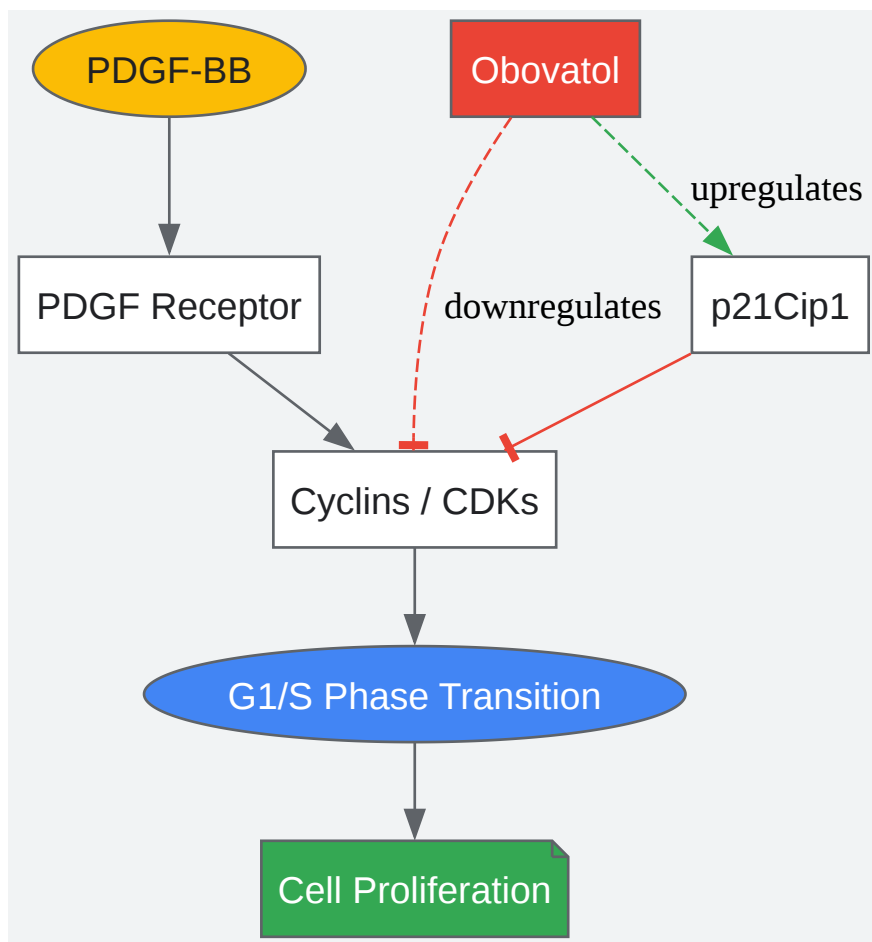 PDGF-BB
Obovatol
upregulates
PDGF Receptor
downregulates
p21Cip1
Cyclins / CDKs
G1/S Phase Transition
Cell Proliferation